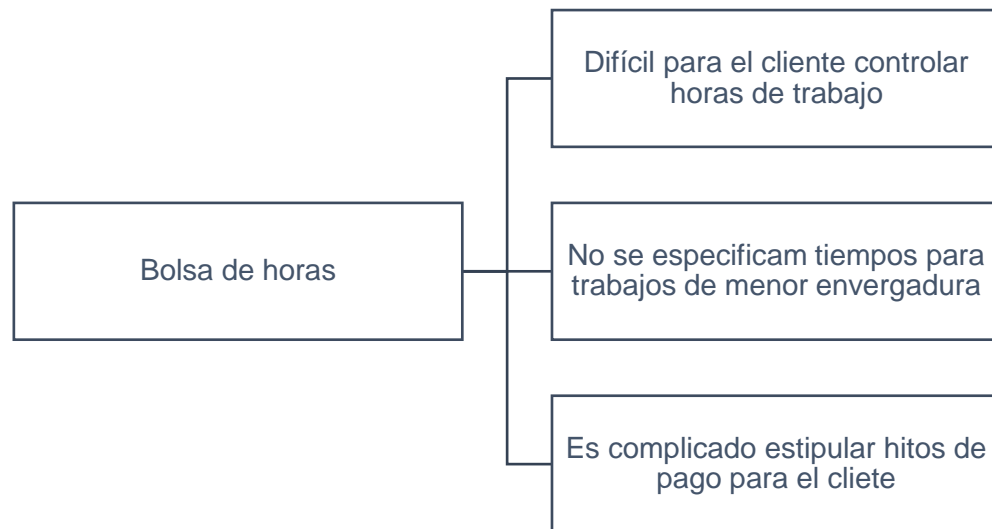 Difícil para el cliente controlar
horas de trabajo
Bolsa de horas
No se especificam tiempos para
trabajos de menor envergadura
Es complicado estipular hitos de
pago para el cliete